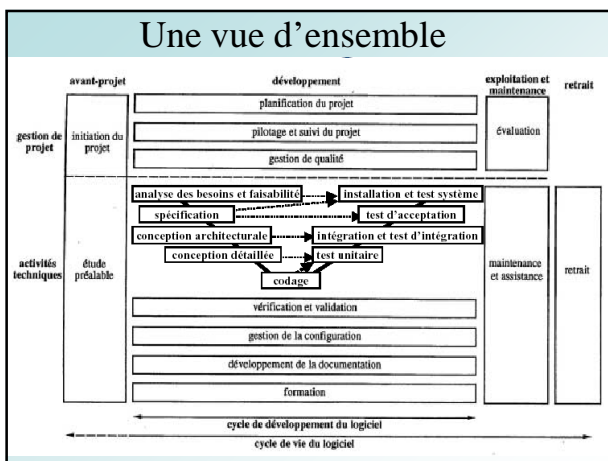 Une vue d’ensemble
avant-projet
développement
exploitation et
maintenance
retrait
gestion de
projet
initiation du
projet
planification du projet
pilotage et suivi du projet
gestion de qualité
évaluation
activités
techniques
étude
préalable
analyse des besoins et faisabilité
installation et test système
spécification
test d’acceptation
conception architecturale
intégration et test d’intégration
conception détaillée
test unitaire
codage
vérification et validation
gestion de la configuration
développement de la documentation
formation
maintenance
et assistance
retrait
cycle de développement du logiciel
cycle de vie du logiciel